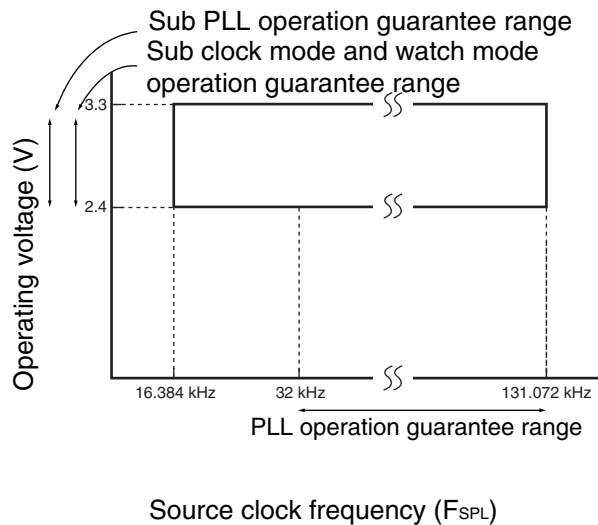 Sub PLL operation guarantee range
Sub clock mode and watch mode
operation guarantee range
Operating voltage (V)
3.3
2.4
16.384 kHz
32 kHz
131.072 kHz
PLL operation guarantee range
Source clock frequency (FSPL)